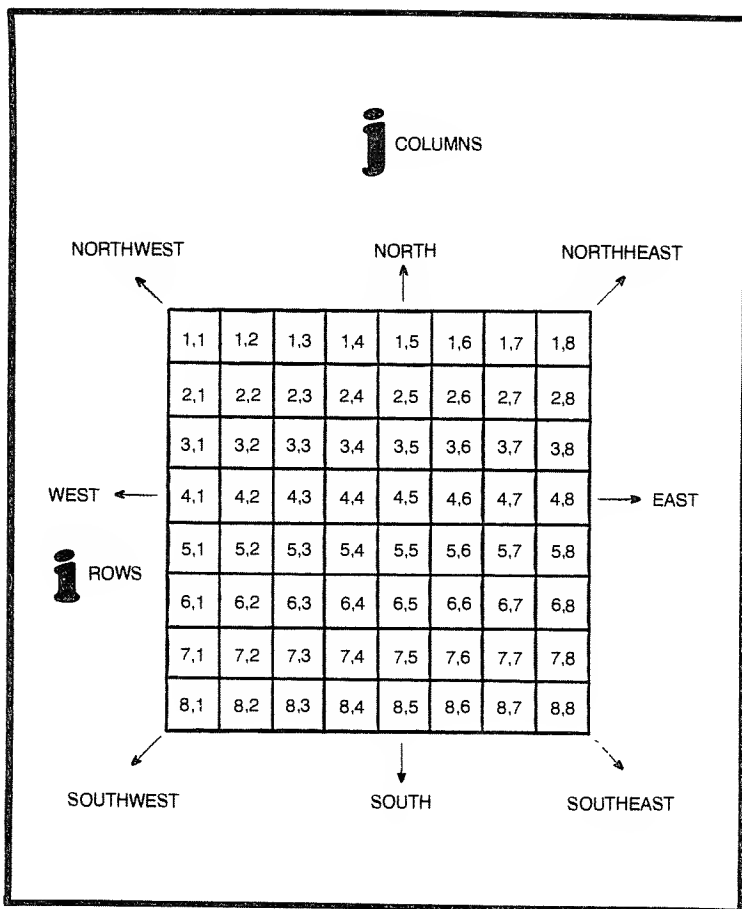 j COLUMNS
NORTHWEST NORTH NORTHHEAST
1,1 1,2 1,3 1,4 1,5 1,6 1,7 1,8
2,1 2,2 2,3 2,4 2,5 2,6 2,7 2,8
3,1 3,2 3,3 3,4 3,5 3,6 3,7 3,8
WEST 4,1 4,2 4,3 4,4 4,5 4,6 4,7 4,8 EAST
i ROWS 5,1 5,2 5,3 5,4 5,5 5,6 5,7 5,8
6,1 6,2 6,3 6,4 6,5 6,6 6,7 6,8
7,1 7,2 7,3 7,4 7,5 7,6 7,7 7,8
8,1 8,2 8,3 8,4 8,5 8,6 8,7 8,8
SOUTHWEST SOUTH SOUTHEAST